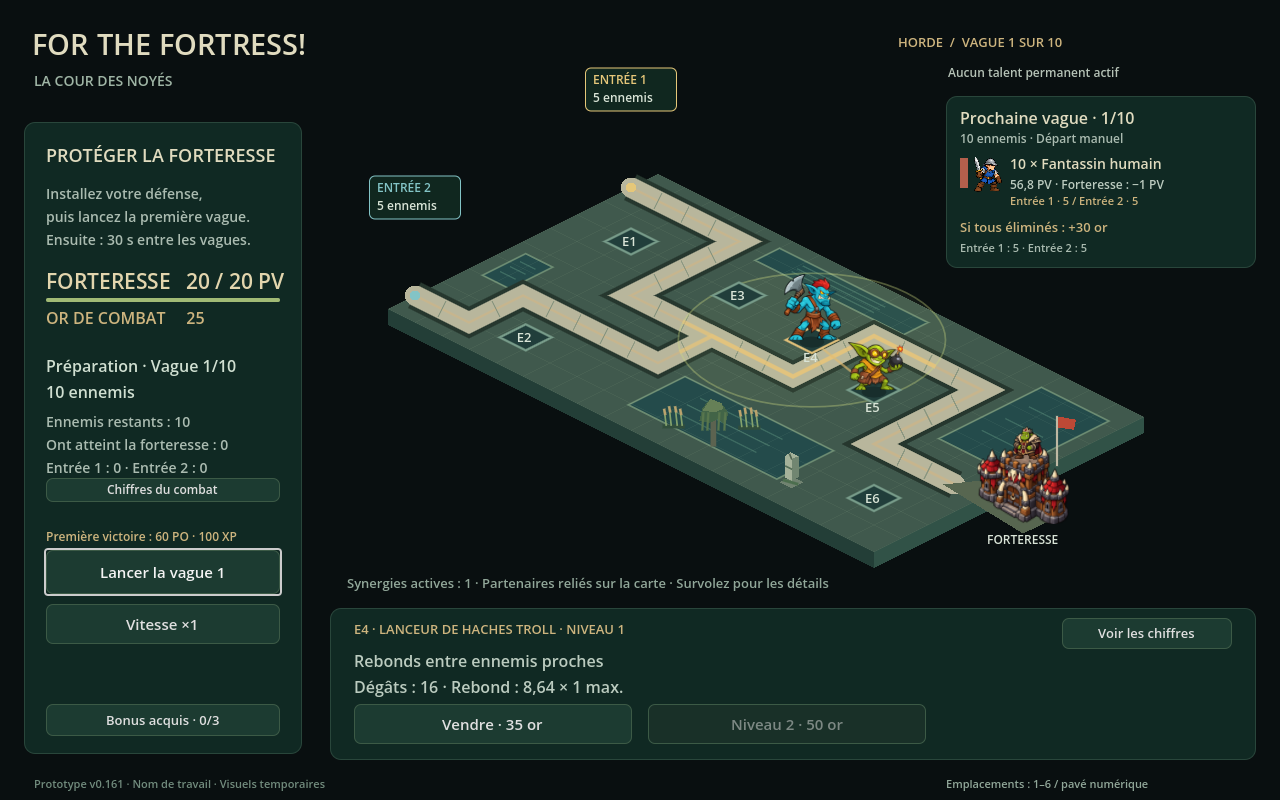 FOR THE FORTRESS!
LA COUR DES NOYÉS
HORDE / VAGUE 1 SUR 10
Aucun talent permanent actif
ENTRÉE 1
5 ennemis
ENTRÉE 2
5 ennemis
Prochaine vague · 1/10
10 ennemis · Départ manuel
10 × Fantassin humain
56,8 PV · Forteresse : −1 PV
Entrée 1 · 5 / Entrée 2 · 5
Si tous éliminés : +30 or
Entrée 1 : 5 · Entrée 2 : 5
PROTÉGER LA FORTERESSE
Installez votre défense,
puis lancez la première vague.
Ensuite : 30 s entre les vagues.
FORTERESSE 20 / 20 PV
OR DE COMBAT 25
Préparation · Vague 1/10
10 ennemis
Ennemis restants : 10
Ont atteint la forteresse : 0
Entrée 1 : 0 · Entrée 2 : 0
Chiffres du combat
Première victoire : 60 PO · 100 XP
Lancer la vague 1
Vitesse ×1
Bonus acquis · 0/3
E1
E2
E3
E4
E5
E6
FORTERESSE
Synergies actives : 1 · Partenaires reliés sur la carte · Survolez pour les détails
E4 · LANCEUR DE HACHES TROLL · NIVEAU 1
Voir les chiffres
Rebonds entre ennemis proches
Dégâts : 16 · Rebond : 8,64 × 1 max.
Vendre · 35 or
Niveau 2 · 50 or
Prototype v0.161 · Nom de travail · Visuels temporaires
Emplacements : 1–6 / pavé numérique